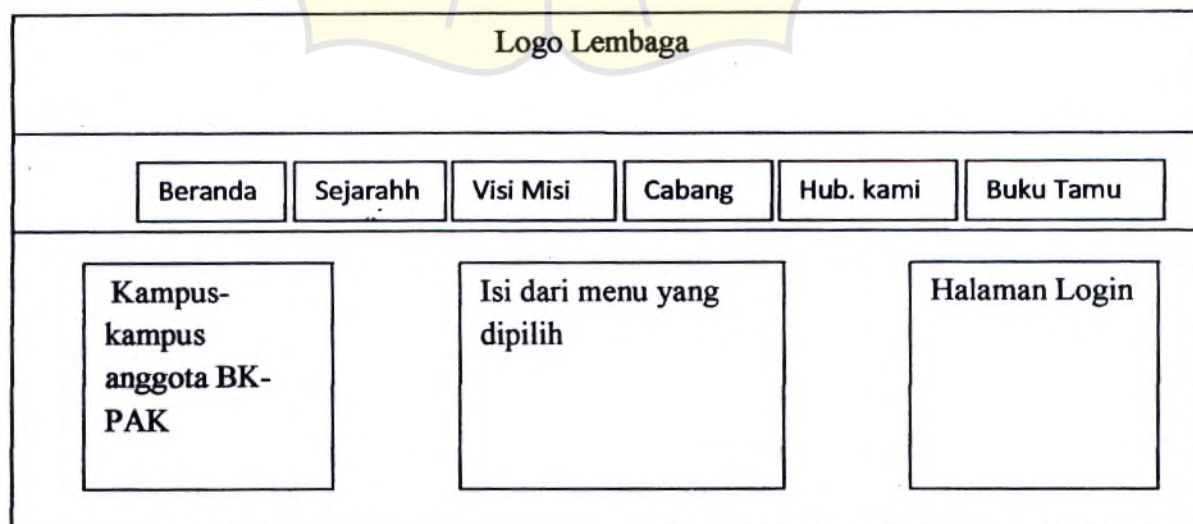 Logo Lembaga
Beranda Sejarahh Visi Misi Cabang Hub. kami Buku Tamu
Kampus-
kampus
anggota BK-
PAK
Isi dari menu yang
dipilih
Halaman Login